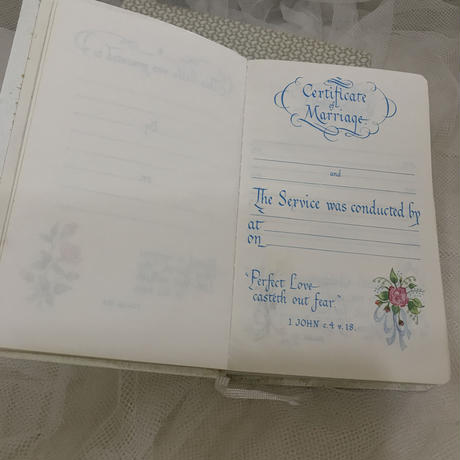 Certificate
of
Marriage
and
The Service was conducted by
at
on
"Perfect Love
casteth out fear."
1 JOHN c.4 v.18.